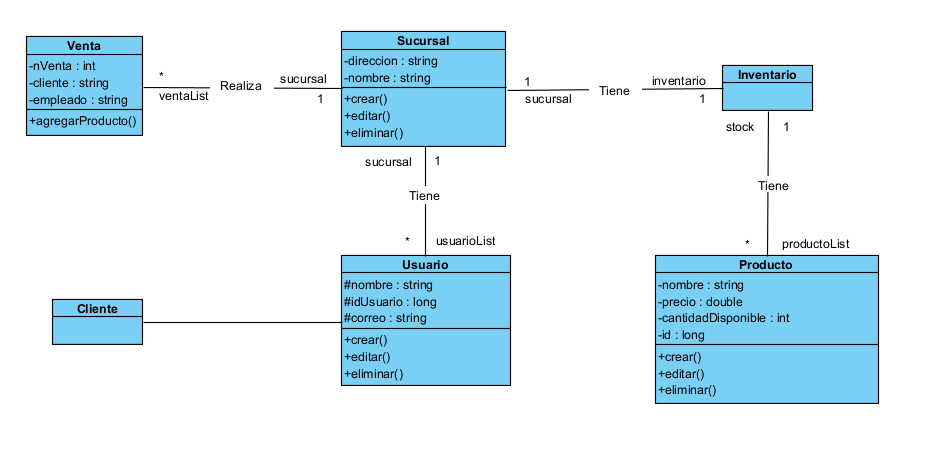 Venta
-nVenta : int
-cliente : string
-empleado : string
+agregarProducto()
*
ventaList
Realiza
sucursal
1
Sucursal
-direccion : string
-nombre : string
+crear()
+editar()
+eliminar()
1
sucursal
Tiene
inventario
1
Inventario
stock
1
Tiene
*
productoList
sucursal
1
Tiene
*
usuarioList
Cliente
Usuario
#nombre : string
#idUsuario : long
#correo : string
+crear()
+editar()
+eliminar()
Producto
-nombre : string
-precio : double
-cantidadDisponible : int
-id : long
+crear()
+editar()
+eliminar()